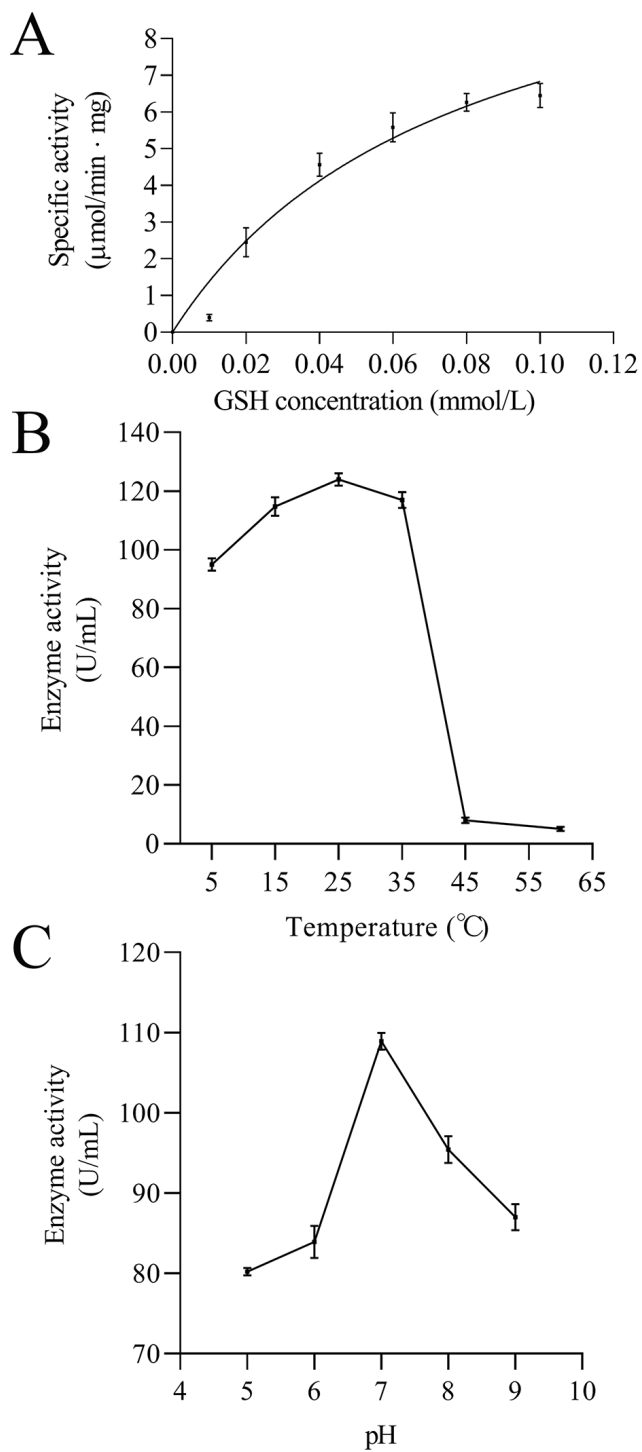 A
8
7
6
5
4
3
2
1
0
Specific activity
(μmol/min · mg)
0.00 0.02 0.04 0.06 0.08 0.10 0.12
GSH concentration (mmol/L)
B
140
120
100
80
60
40
20
0
Enzyme activity
(U/mL)
5 15 25 35 45 55 65
Temperature (℃)
C
120
110
100
90
80
70
Enzyme activity
(U/mL)
4 5 6 7 8 9 10
pH